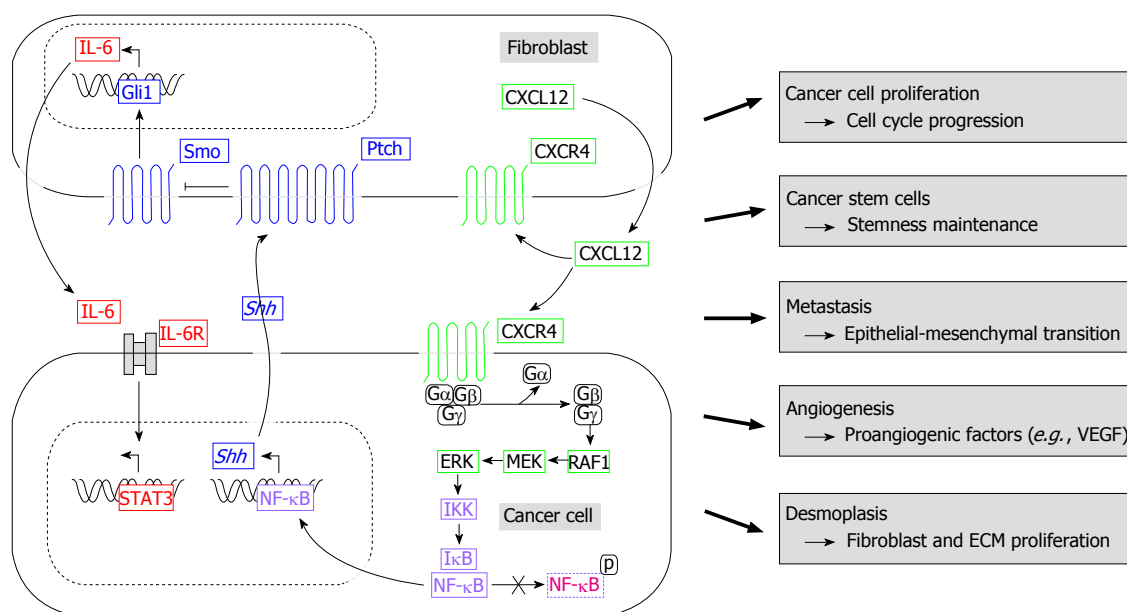 IL-6
Gli1
Fibroblast
CXCL12
Smo
Ptch
CXCR4
CXCL12
IL-6
IL-6R
Shh
CXCR4
Gα
Gβ
Gγ
Gα
Gβ
Gγ
Shh
ERK
MEK
RAF1
STAT3
NF-κB
IKK
Cancer cell
IκB
NF-κB
NF-κB
p
Cancer cell proliferation
→ Cell cycle progression
Cancer stem cells
→ Stemness maintenance
Metastasis
→ Epithelial-mesenchymal transition
Angiogenesis
→ Proangiogenic factors (e.g., VEGF)
Desmoplasis
→ Fibroblast and ECM proliferation